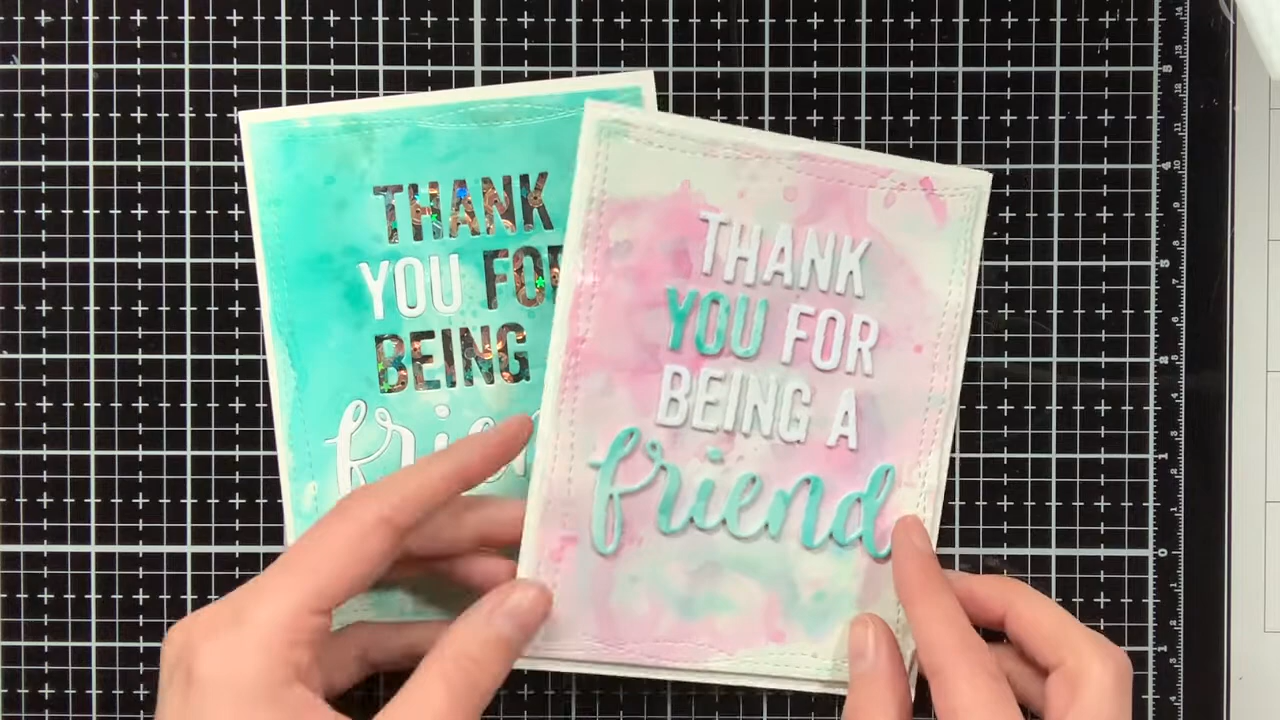 THANK
YOU FOR
BEING
THANK
YOU FOR
BEING A
friend